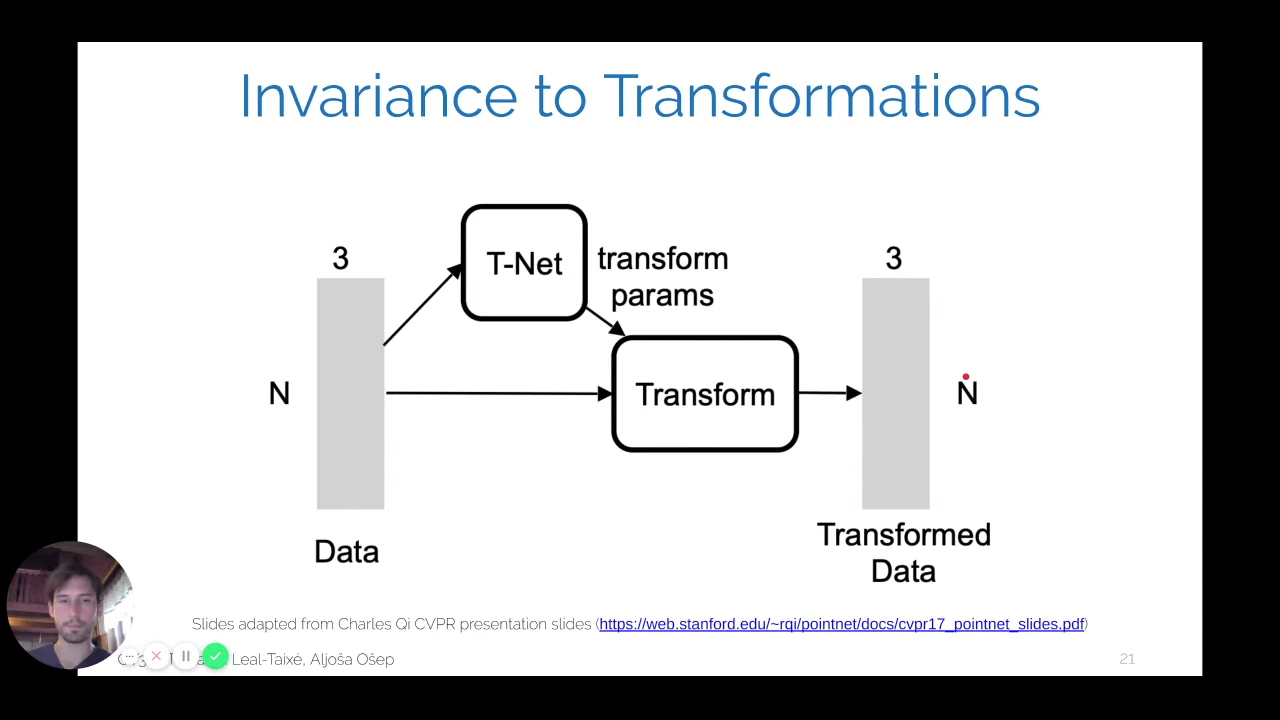 Invariance to Transformations
T-Net
transform
params
3
3
N
Transform
N
Data
Transformed
Data
Slides adapted from Charles Qi CVPR presentation slides (https://web.stanford.edu/~rqi/pointnet/docs/cvpr17_pointnet_slides.pdf)
Leal-Taixé, Aljoša Ošep
21